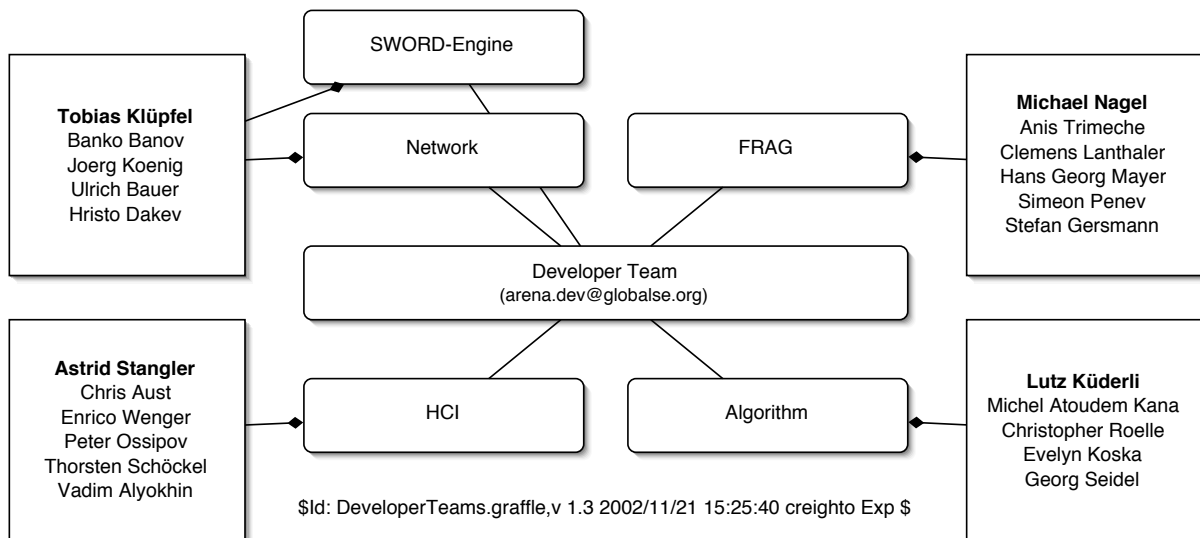 SWORD-Engine
Tobias Klüpfel
Banko Banov
Joerg Koenig
Ulrich Bauer
Hristo Dakev
Network
FRAG
Michael Nagel
Anis Trimeche
Clemens Lanthaler
Hans Georg Mayer
Simeon Penev
Stefan Gersmann
Developer Team
(arena.dev@globalse.org)
Astrid Stangler
Chris Aust
Enrico Wenger
Peter Ossipov
Thorsten Schöckel
Vadim Alyokhin
HCI
Algorithm
Lutz Küderli
Michel Atoudem Kana
Christopher Roelle
Evelyn Koska
Georg Seidel
$Id: DeveloperTeams.graffle,v 1.3 2002/11/21 15:25:40 creighto Exp $